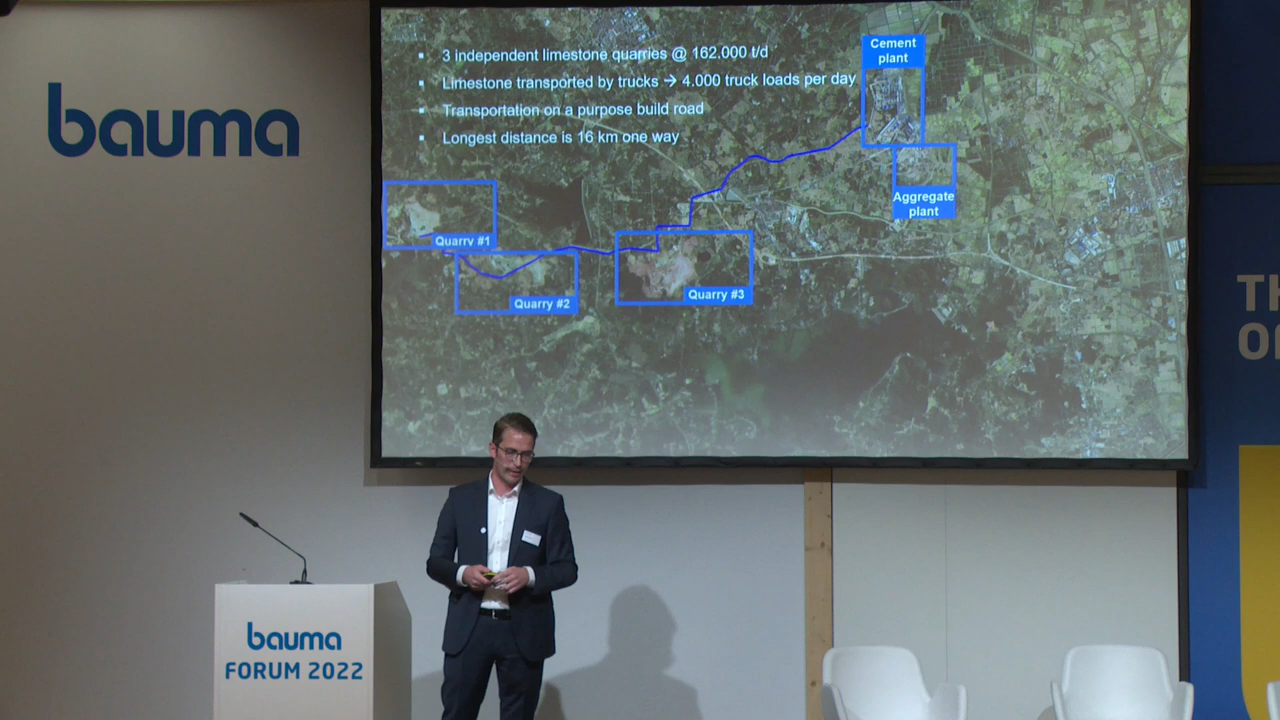 bauma
▪ 3 independent limestone quarries @ 162.000 t/d
▪ Limestone transported by trucks → 4.000 truck loads per day
▪ Transportation on a purpose build road
▪ Longest distance is 16 km one way
Cement
plant
Aggregate
plant
Quarry #1
Quarry #2
Quarry #3
bauma
FORUM 2022